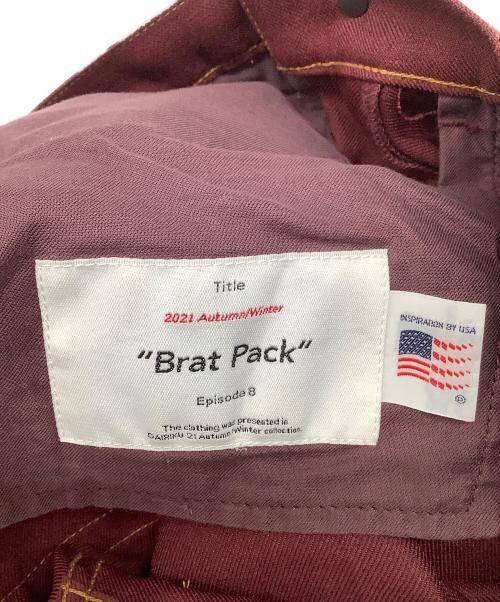 Title
2021 Autumn/Winter
"Brat Pack"
Episode 8
The clothing was presented in
DAIRIKU 21 Autumn/Winter collection.
INSPIRATION BY USA